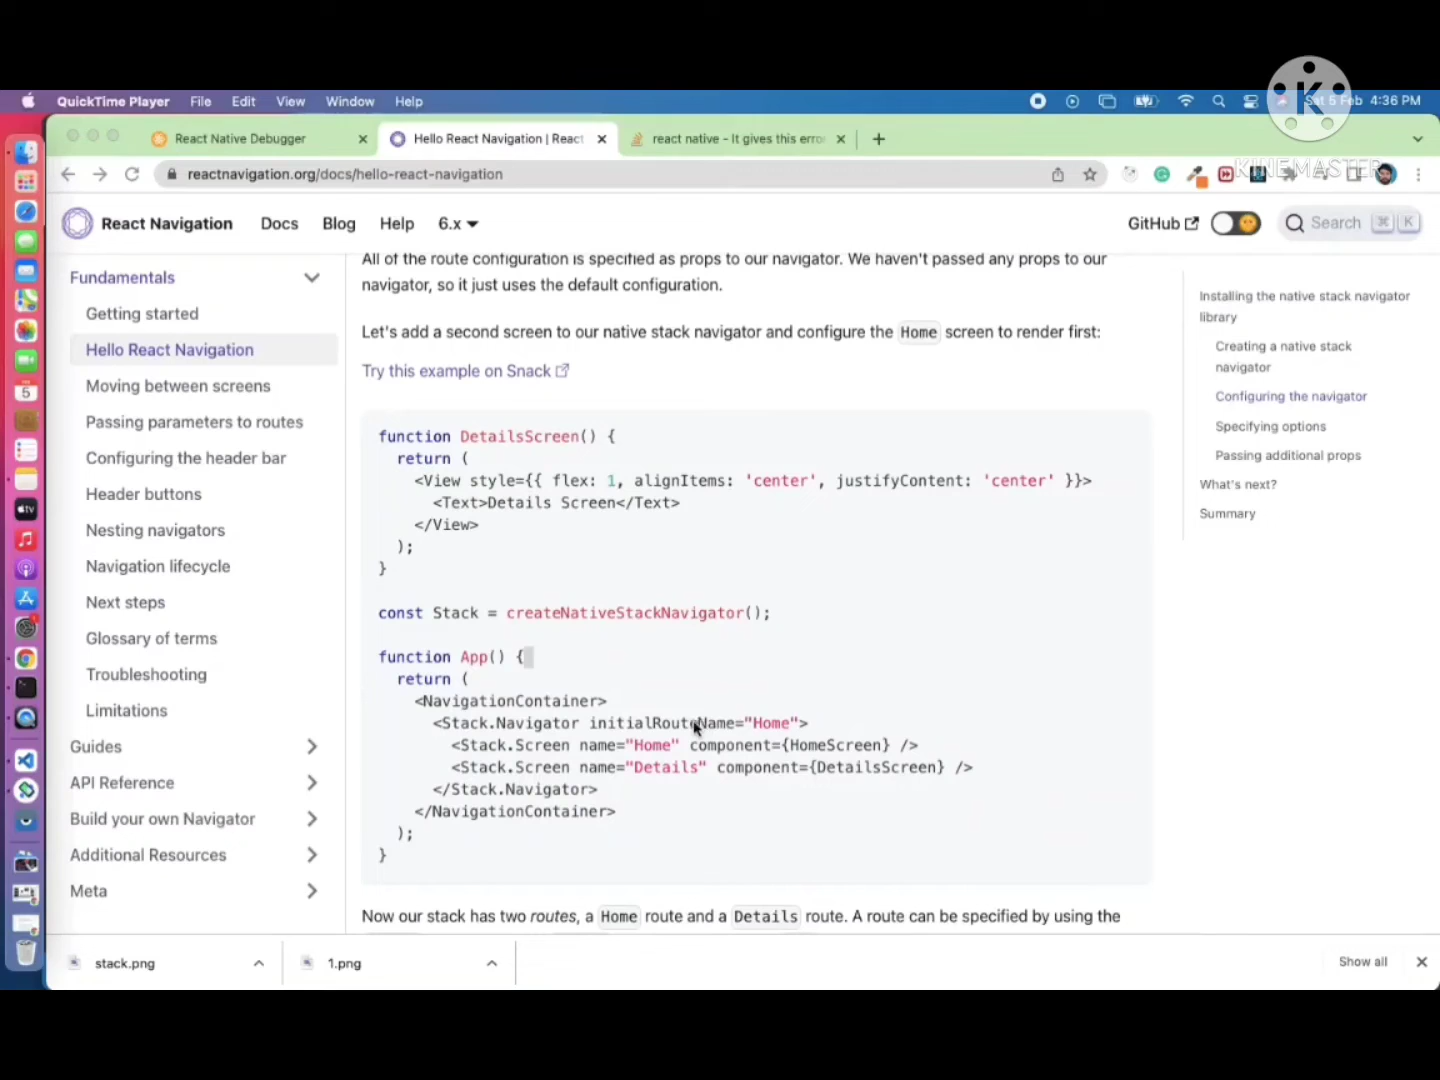 QuickTime Player File Edit View Window Help
Sat 5 Feb 4:36 PM
K
KINEMASTER
React Native Debugger
Hello React Navigation | React
react native - It gives this error
reactnavigation.org/docs/hello-react-navigation
React Navigation Docs Blog Help 6.x
GitHub
Search ⌘ K
Fundamentals
Getting started
Hello React Navigation
Moving between screens
Passing parameters to routes
Configuring the header bar
Header buttons
Nesting navigators
Navigation lifecycle
Next steps
Glossary of terms
Troubleshooting
Limitations
Guides
API Reference
Build your own Navigator
Additional Resources
Meta
All of the route configuration is specified as props to our navigator. We haven't passed any props to our
navigator, so it just uses the default configuration.
Let's add a second screen to our native stack navigator and configure the Home screen to render first:
Try this example on Snack
function DetailsScreen() {
  return (
    <View style={{ flex: 1, alignItems: 'center', justifyContent: 'center' }}>
      <Text>Details Screen</Text>
    </View>
  );
}
const Stack = createNativeStackNavigator();
function App() {
  return (
    <NavigationContainer>
      <Stack.Navigator initialRouteName="Home">
        <Stack.Screen name="Home" component={HomeScreen} />
        <Stack.Screen name="Details" component={DetailsScreen} />
      </Stack.Navigator>
    </NavigationContainer>
  );
}
Now our stack has two routes, a Home route and a Details route. A route can be specified by using the
Installing the native stack navigator
library
Creating a native stack
navigator
Configuring the navigator
Specifying options
Passing additional props
What's next?
Summary
5
tv
stack.png
1.png
Show all